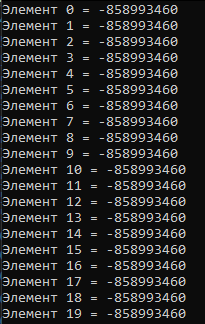 Элемент 0 = -858993460
Элемент 1 = -858993460
Элемент 2 = -858993460
Элемент 3 = -858993460
Элемент 4 = -858993460
Элемент 5 = -858993460
Элемент 6 = -858993460
Элемент 7 = -858993460
Элемент 8 = -858993460
Элемент 9 = -858993460
Элемент 10 = -858993460
Элемент 11 = -858993460
Элемент 12 = -858993460
Элемент 13 = -858993460
Элемент 14 = -858993460
Элемент 15 = -858993460
Элемент 16 = -858993460
Элемент 17 = -858993460
Элемент 18 = -858993460
Элемент 19 = -858993460